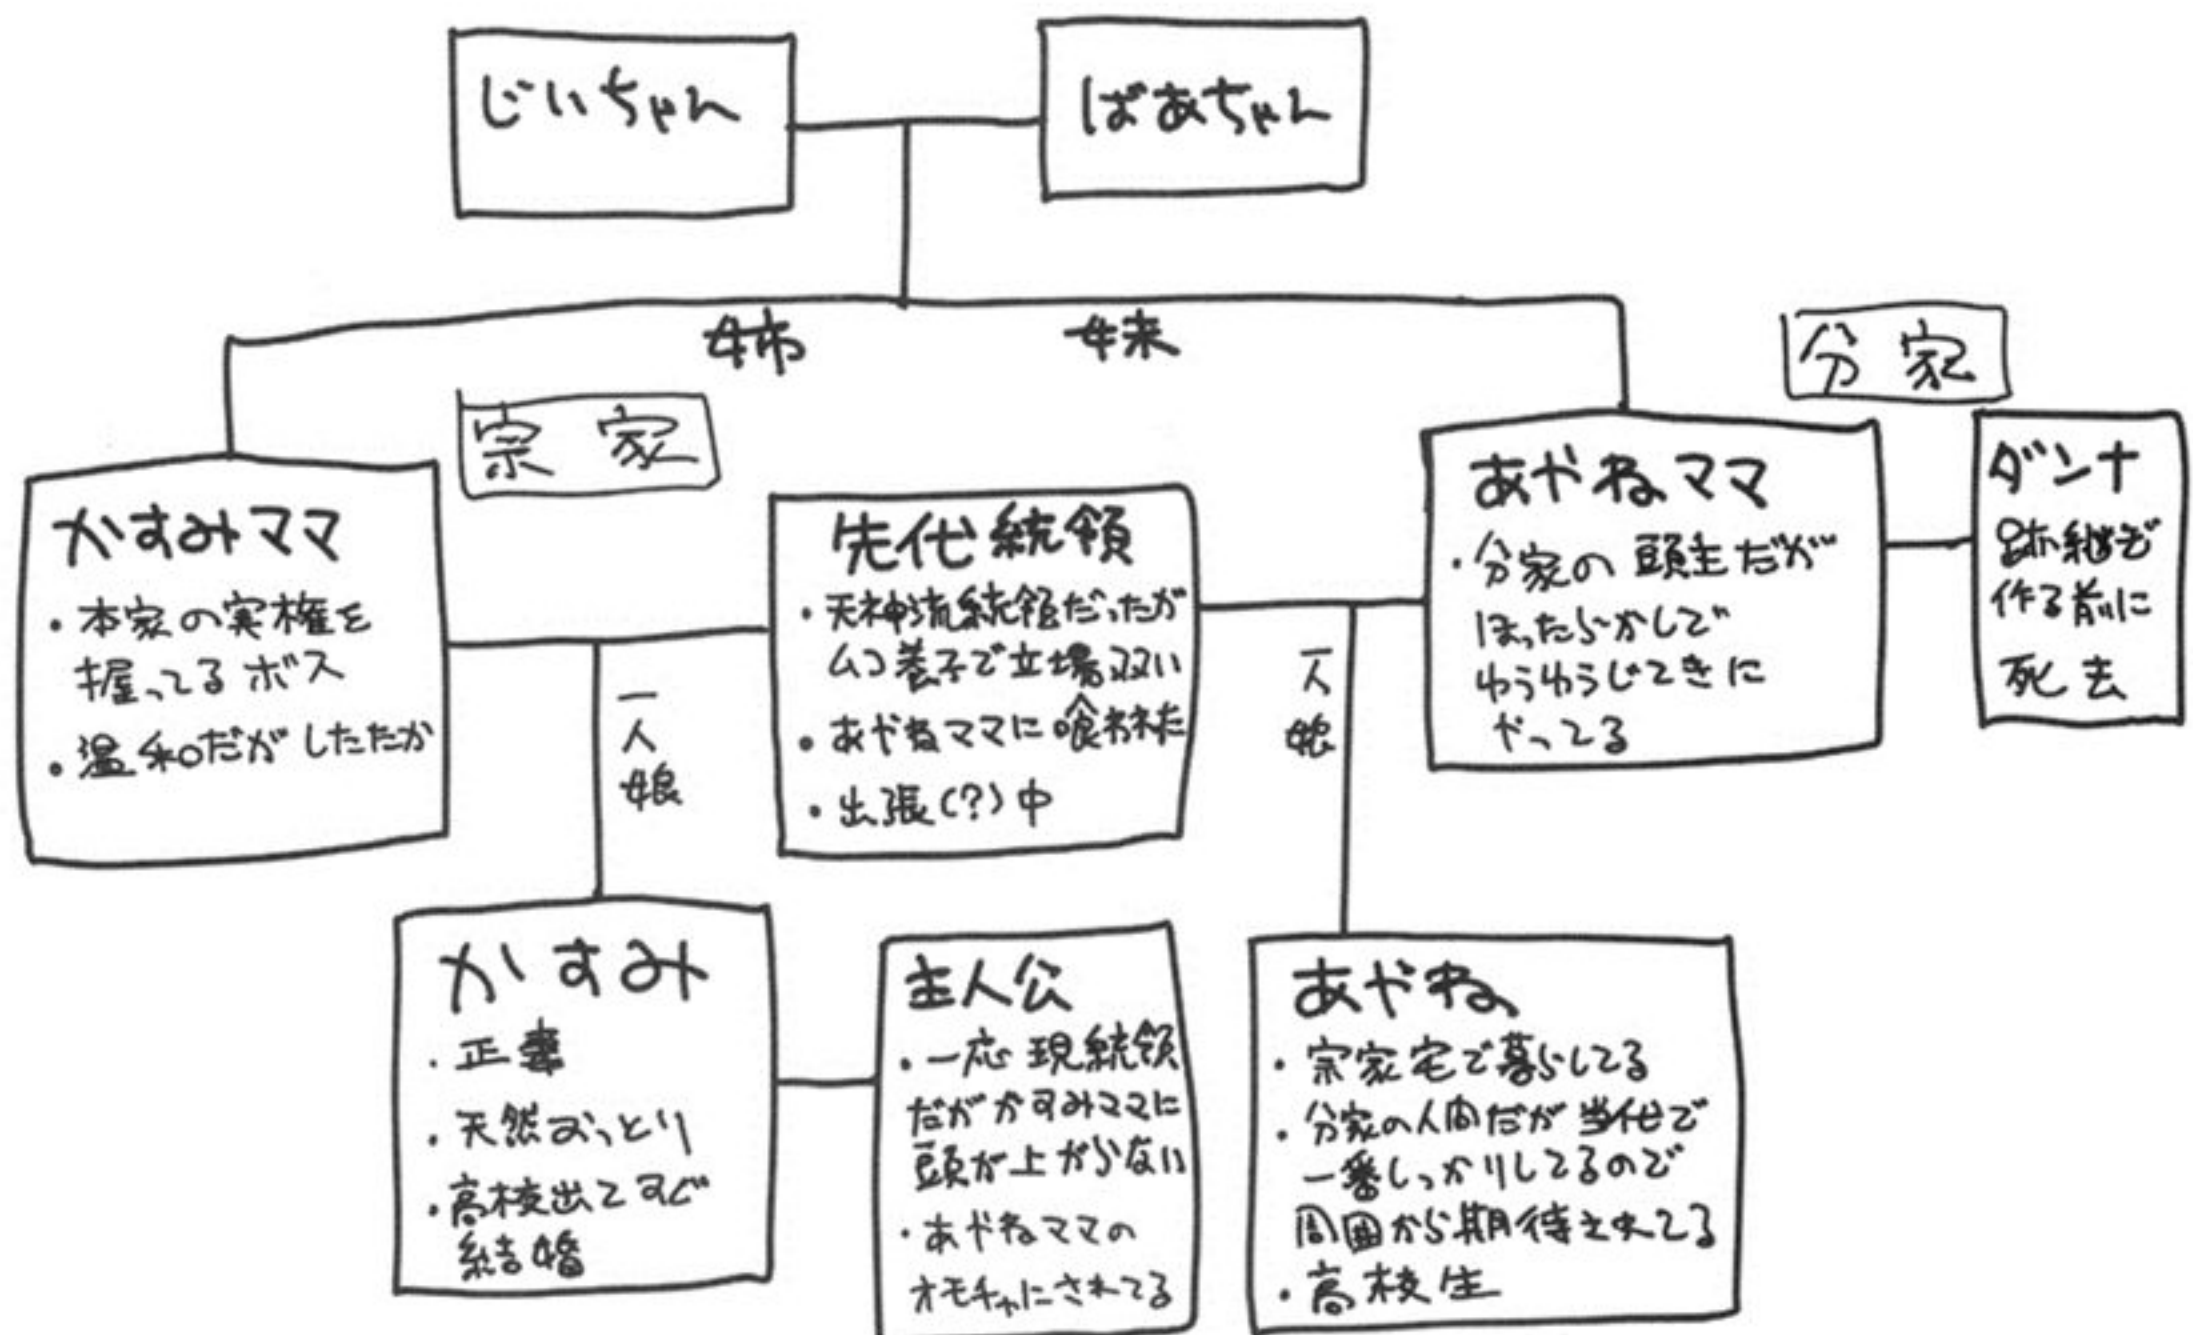 じいちゃん
ばあちゃん
姉
妹
分家
宗家
かすみママ
・本家の実権を
握ってるボス
・温和だがしたたか
先代統領
・天神流統領だったが
ムコ養子で立場弱い
・あやねママに喰われた
・出張(?)中
あやねママ
・分家の頭主だが
ほったらかしで
ゆうゆうじてきに
やってる
ダンナ
跡継ぎ
作る前に
死去
一人娘
一人娘
かすみ
・正妻
・天然おっとり
・高校出てすぐ
結婚
主人公
・一応現統領
だがかすみママに
頭が上がらない
・あやねママの
オモチャにされてる
あやね
・宗家宅で暮らしてる
・分家の人間だが当代で
一番しっかりしてるので
周囲から期待されてる
・高校生